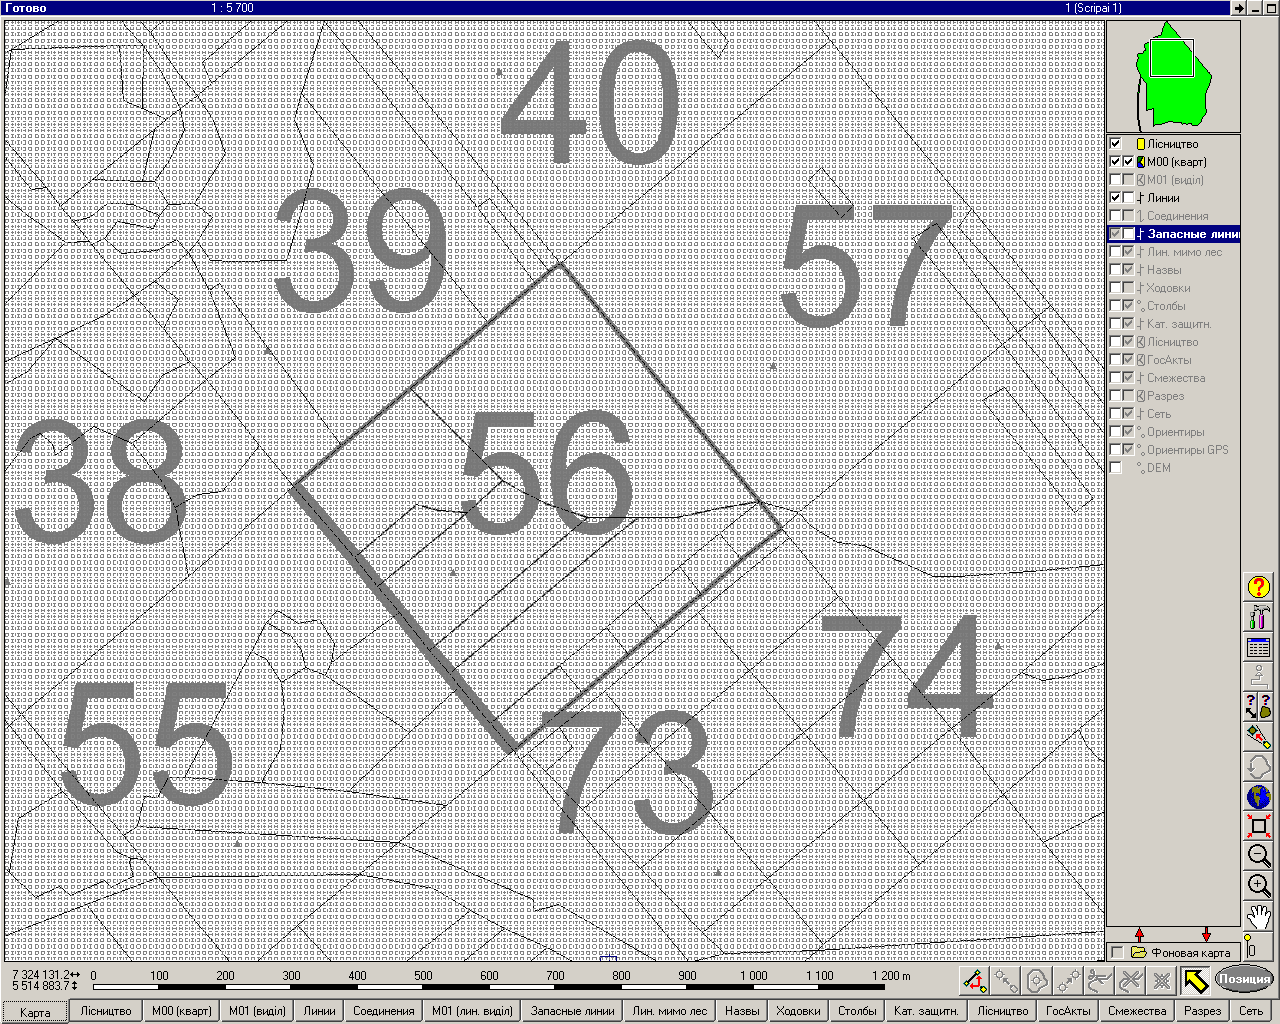 Готово 1 : 5 700 1 (Scripai 1)
40
39
57
56
38
74
55
73
Лісництво
М00 (кварт)
М01 (виділ)
Линии
Соединения
Запасные лини
Лин. мимо лес
Назвы
Ходовки
Столбы
Кат. защитн.
Лісництво
ГосАкты
Смежества
Разрез
Сеть
Ориентиры
Ориентиры GPS
DEM
Фоновая карта
7 324 131.2
5 514 883.7
0 100 200 300 400 500 600 700 800 900 1 000 1 100 1 200 m
Позиция
Карта Лісництво М00 (кварт) М01 (виділ) Линии Соединения М01 (лин. виділ) Запасные линии Лин. мимо лес Назвы Ходовки Столбы Кат. защитн. Лісництво ГосАкты Смежества Разрез Сеть